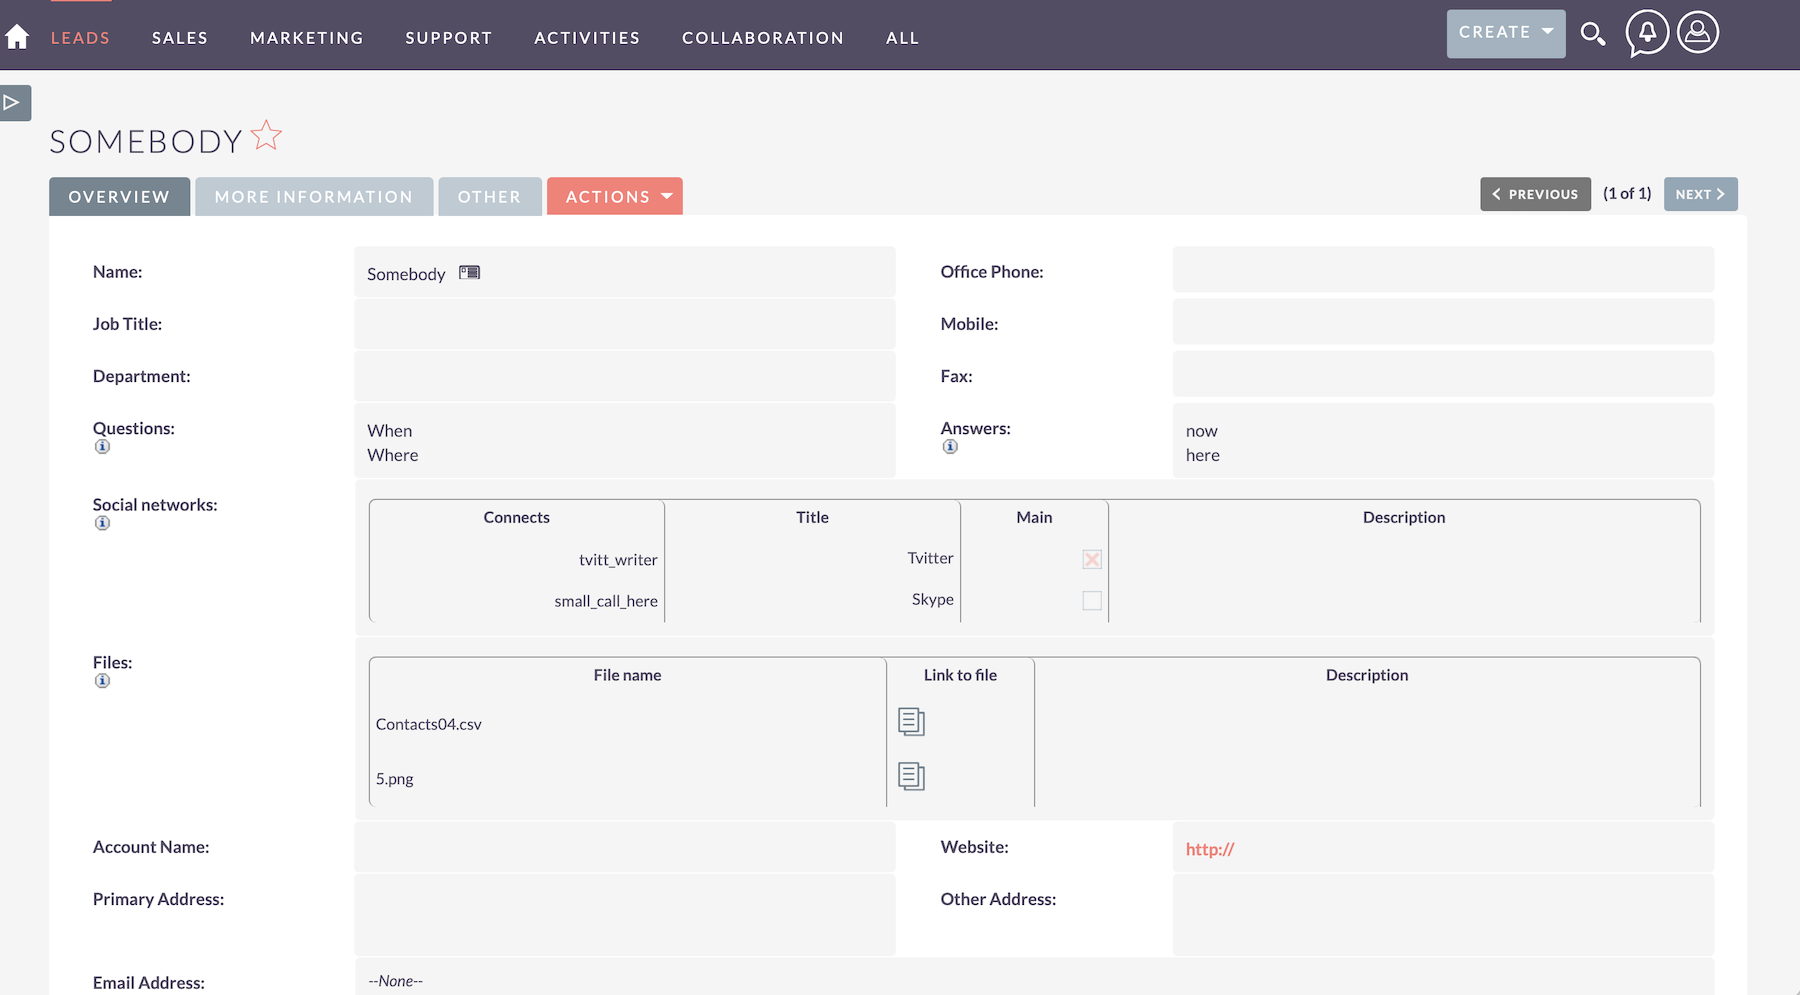 LEADS SALES MARKETING SUPPORT ACTIVITIES COLLABORATION ALL CREATE
SOMEBODY
OVERVIEW MORE INFORMATION OTHER ACTIONS PREVIOUS (1 of 1) NEXT
Name: Somebody Office Phone:
Job Title: Mobile:
Department: Fax:
Questions: When Answers: now
Where here
Social networks: Connects Title Main Description
tvitt_writer Tvitter
small_call_here Skype
Files: File name Link to file Description
Contacts04.csv
5.png
Account Name: Website: http://
Primary Address: Other Address:
Email Address: --None--